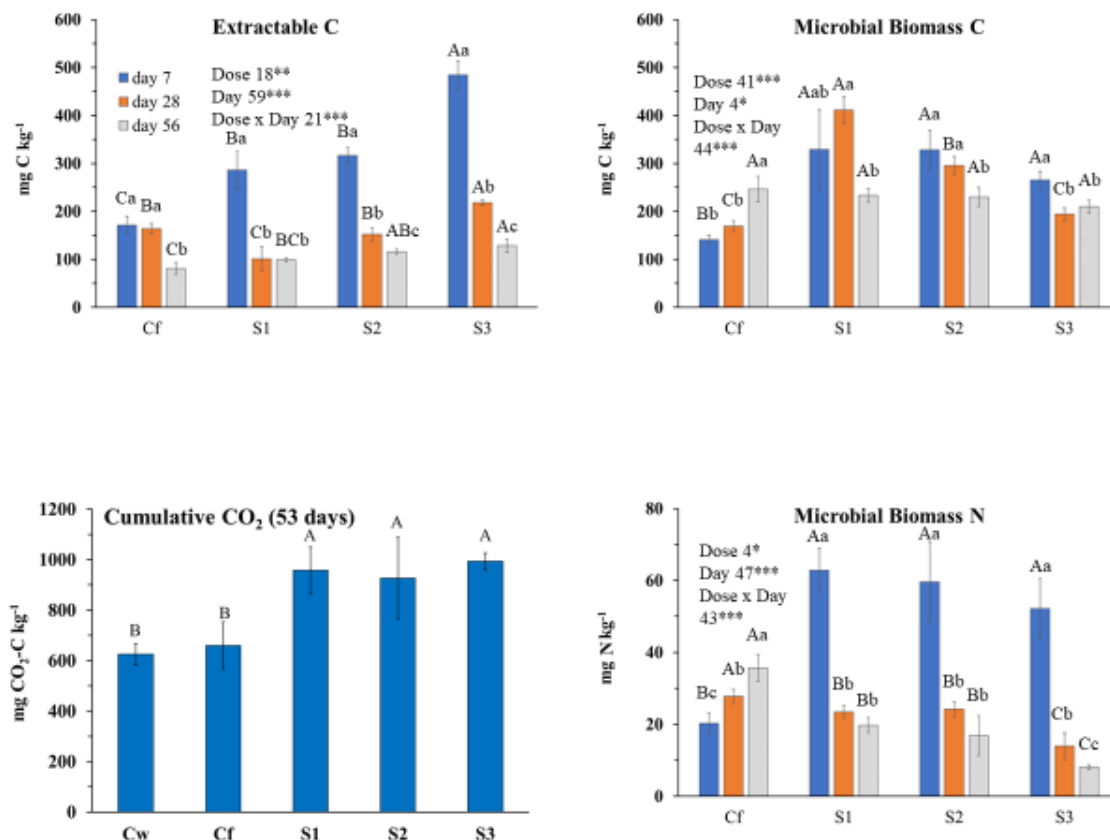 Extractable C
mg C kg-1
600
500
400
300
200
100
0
day 7
day 28
day 56
Dose 18**
Day 59***
Dose x Day 21***
Ca
Ba
Cb
Ba
Cb
BCb
Ba
Bb
ABc
Aa
Ab
Ac
Cf
S1
S2
S3
Microbial Biomass C
mg C kg-1
600
500
400
300
200
100
0
Dose 41***
Day 4*
Dose x Day
44***
Bb
Cb
Aa
Aab
Aa
Ab
Aa
Ba
Ab
Aa
Cb
Ab
Cf
S1
S2
S3
Cumulative CO2 (53 days)
mg CO2-C kg-1
1200
1000
800
600
400
200
0
B
B
A
A
A
Cw
Cf
S1
S2
S3
Microbial Biomass N
mg N kg-1
80
60
40
20
0
Dose 4*
Day 47***
Dose x Day
43***
Bc
Ab
Aa
Aa
Bb
Bb
Aa
Bb
Bb
Aa
Cb
Cc
Cf
S1
S2
S3